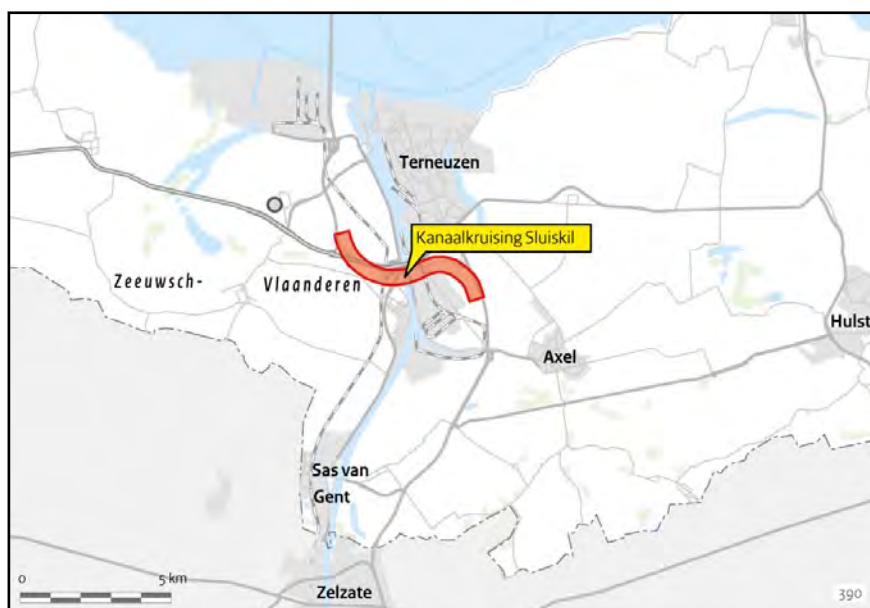 Terneuzen
Kanaalkruising Sluiskil
Zeeuwsch-
Vlaanderen
Hulst
Axel
Sas van
Gent
0
5 km
Zelzate
390